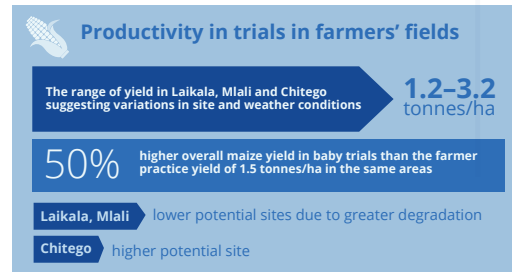 Productivity in trials in farmers’ fields
The range of yield in Laikala, Mlali and Chitego
suggesting variations in site and weather conditions
1.2–3.2
tonnes/ha
50%
higher overall maize yield in baby trials than the farmer
practice yield of 1.5 tonnes/ha in the same areas
Laikala, Mlali lower potential sites due to greater degradation
Chitego higher potential site